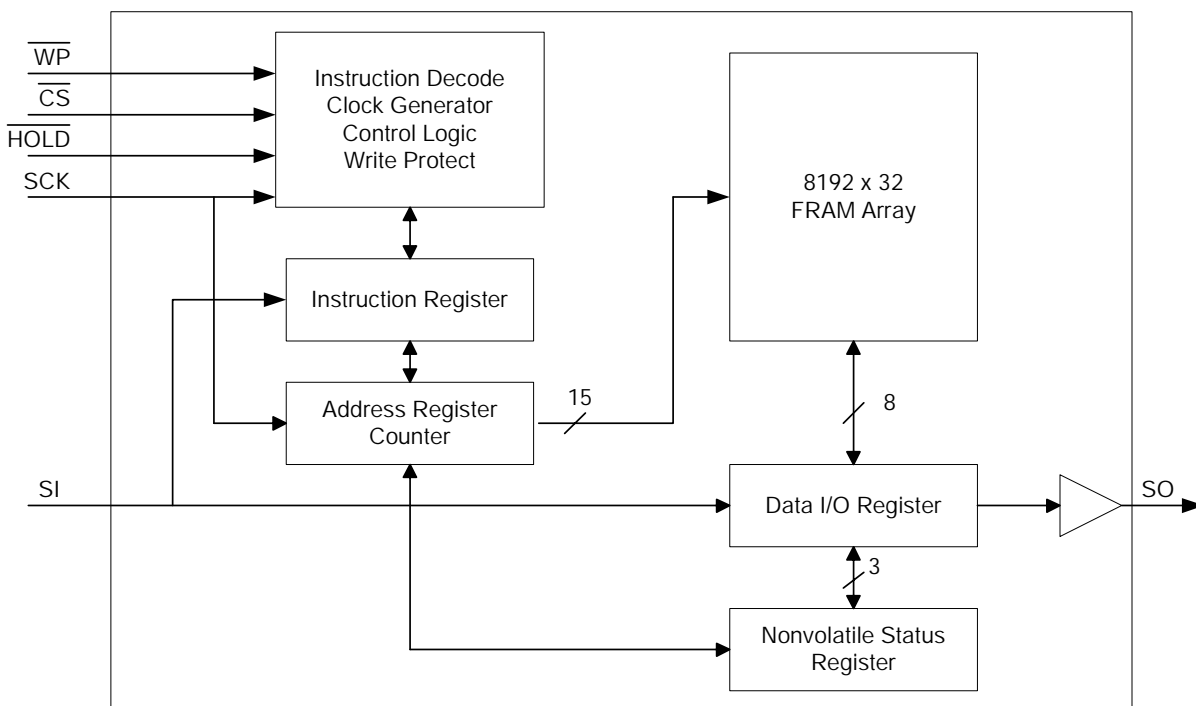 WP
CS
HOLD
SCK
Instruction Decode
Clock Generator
Control Logic
Write Protect
8192 x 32
FRAM Array
Instruction Register
Address Register
Counter
15
8
SI
Data I/O Register
SO
3
Nonvolatile Status
Register